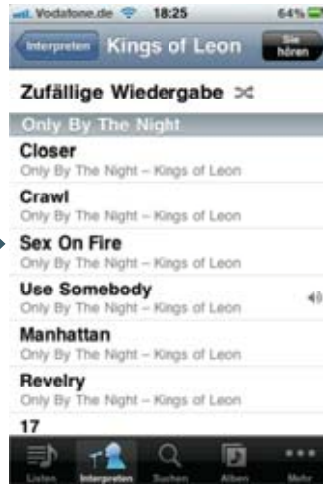 Vodafone.de 18:25 64%
Interpreten Kings of Leon Sie hören
Zufällige Wiedergabe
Only By The Night
Closer
Only By The Night – Kings of Leon
Crawl
Only By The Night – Kings of Leon
Sex On Fire
Only By The Night – Kings of Leon
Use Somebody
Only By The Night – Kings of Leon
Manhattan
Only By The Night – Kings of Leon
Revelry
Only By The Night – Kings of Leon
17
Listen Interpreten Suchen Alben Mehr